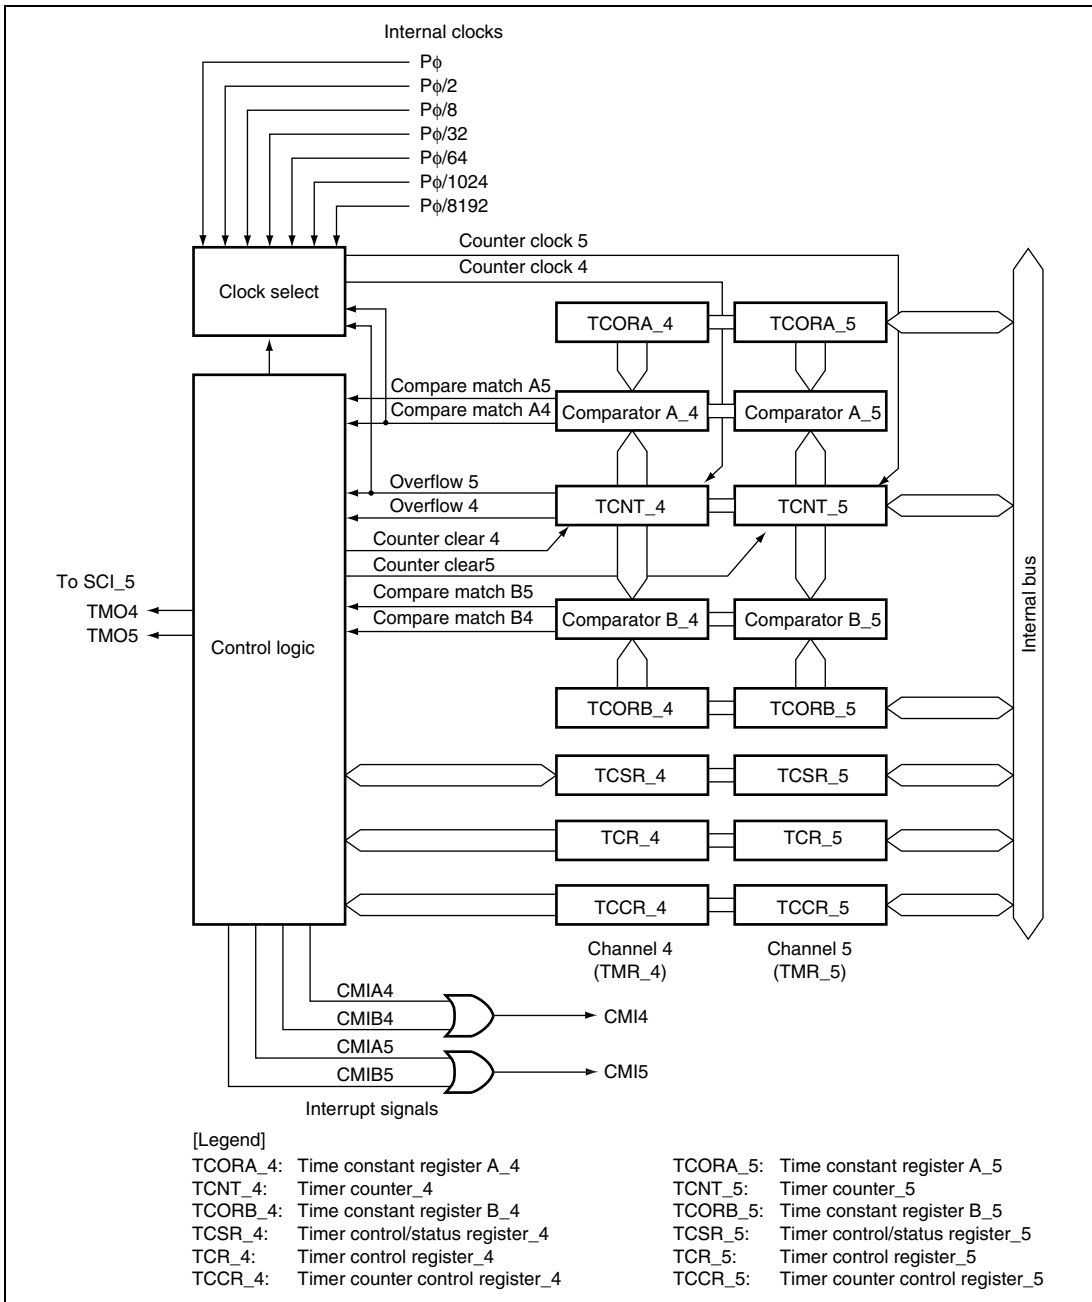 Internal clocks
Pϕ
Pϕ/2
Pϕ/8
Pϕ/32
Pϕ/64
Pϕ/1024
Pϕ/8192
Counter clock 5
Counter clock 4
Clock select
TCORA_4
TCORA_5
Compare match A5
Compare match A4
Comparator A_4
Comparator A_5
Overflow 5
Overflow 4
TCNT_4
TCNT_5
Counter clear 4
Counter clear5
To SCI_5
TMO4
TMO5
Compare match B5
Compare match B4
Comparator B_4
Comparator B_5
Control logic
Internal bus
TCORB_4
TCORB_5
TCSR_4
TCSR_5
TCR_4
TCR_5
TCCR_4
TCCR_5
Channel 4
(TMR_4)
Channel 5
(TMR_5)
CMIA4
CMIB4
CMI4
CMIA5
CMIB5
CMI5
Interrupt signals
[Legend]
TCORA_4: Time constant register A_4
TCNT_4: Timer counter_4
TCORB_4: Time constant register B_4
TCSR_4: Timer control/status register_4
TCR_4: Timer control register_4
TCCR_4: Timer counter control register_4
TCORA_5: Time constant register A_5
TCNT_5: Timer counter_5
TCORB_5: Time constant register B_5
TCSR_5: Timer control/status register_5
TCR_5: Timer control register_5
TCCR_5: Timer counter control register_5